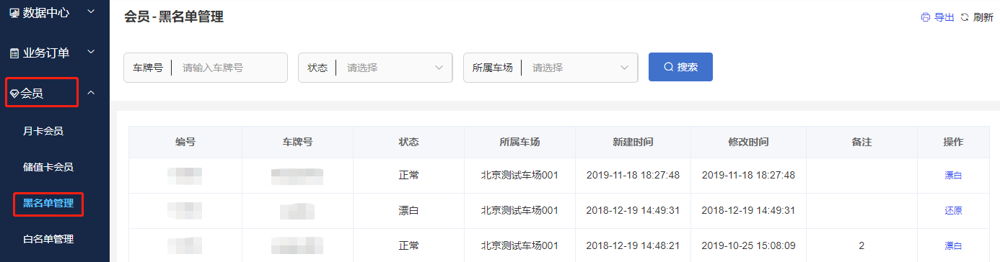 数据中心
业务订单
会员
月卡会员
储值卡会员
黑名单管理
白名单管理
会员 - 黑名单管理
导出 刷新
车牌号 请输入车牌号 状态 请选择 所属车场 请选择 搜索
编号 车牌号 状态 所属车场 新建时间 修改时间 备注 操作
正常 北京测试车场001 2019-11-18 18:27:48 2019-11-18 18:27:48 漂白
漂白 北京测试车场001 2018-12-19 14:49:31 2018-12-19 14:49:31 还原
正常 北京测试车场001 2018-12-19 14:48:21 2019-10-25 15:08:09 2 漂白